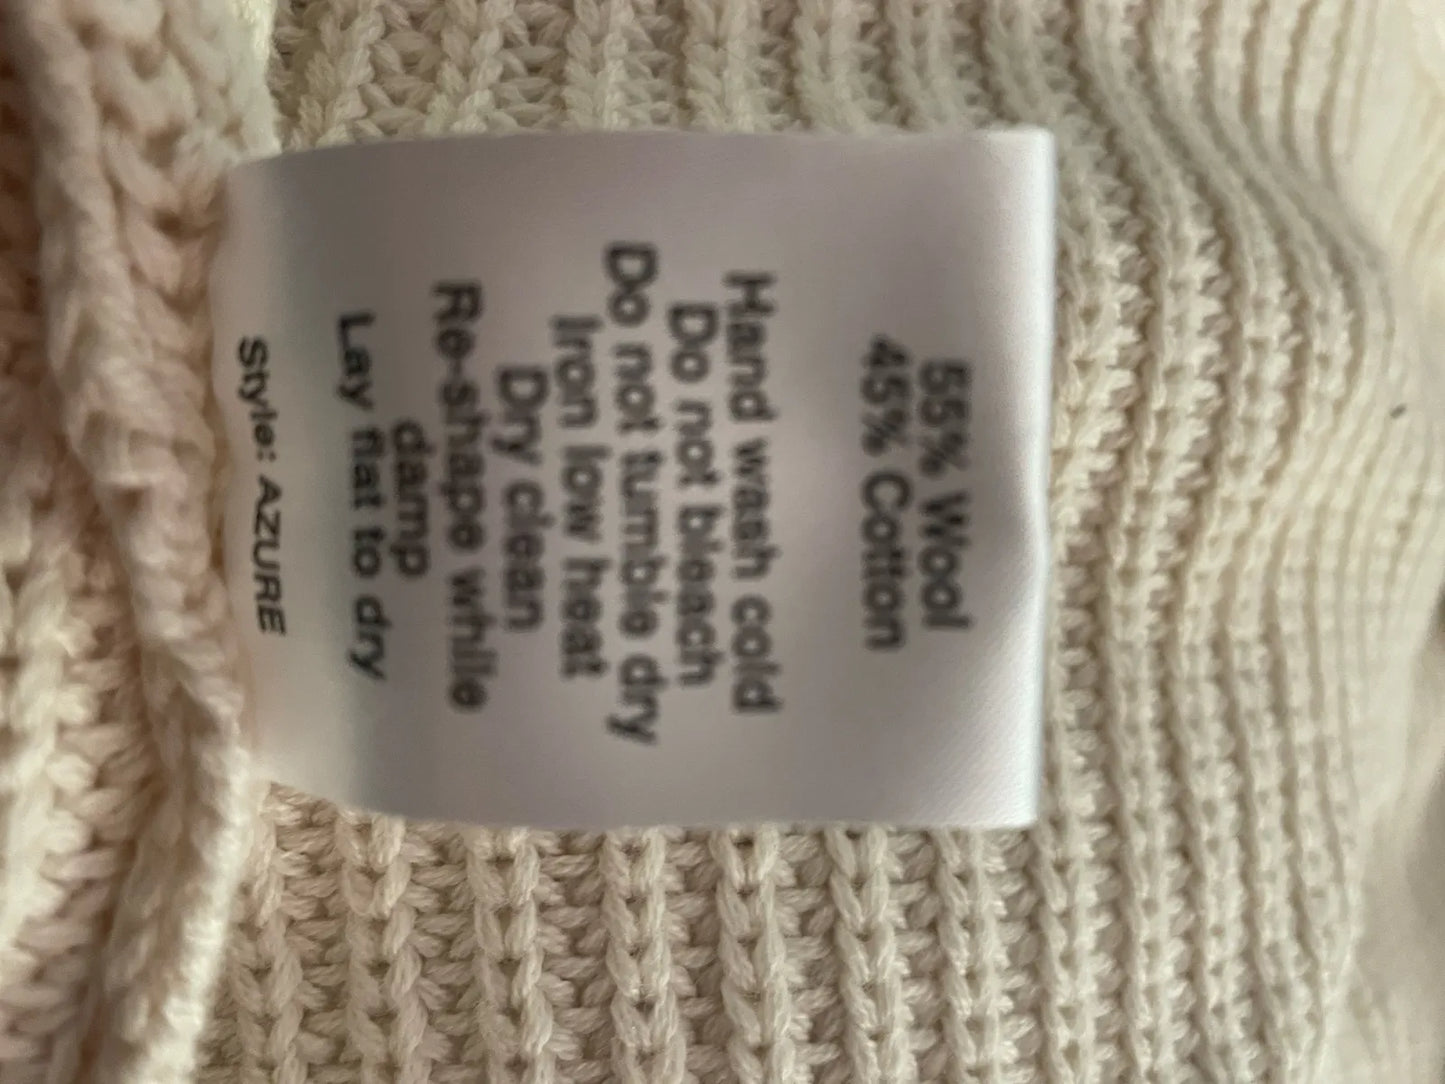 55% Wool
45% Cotton
Hand wash cold
Do not bleach
Do not tumble dry
Iron low heat
Dry clean
Re-shape while
damp
Lay flat to dry
Style: AZURE